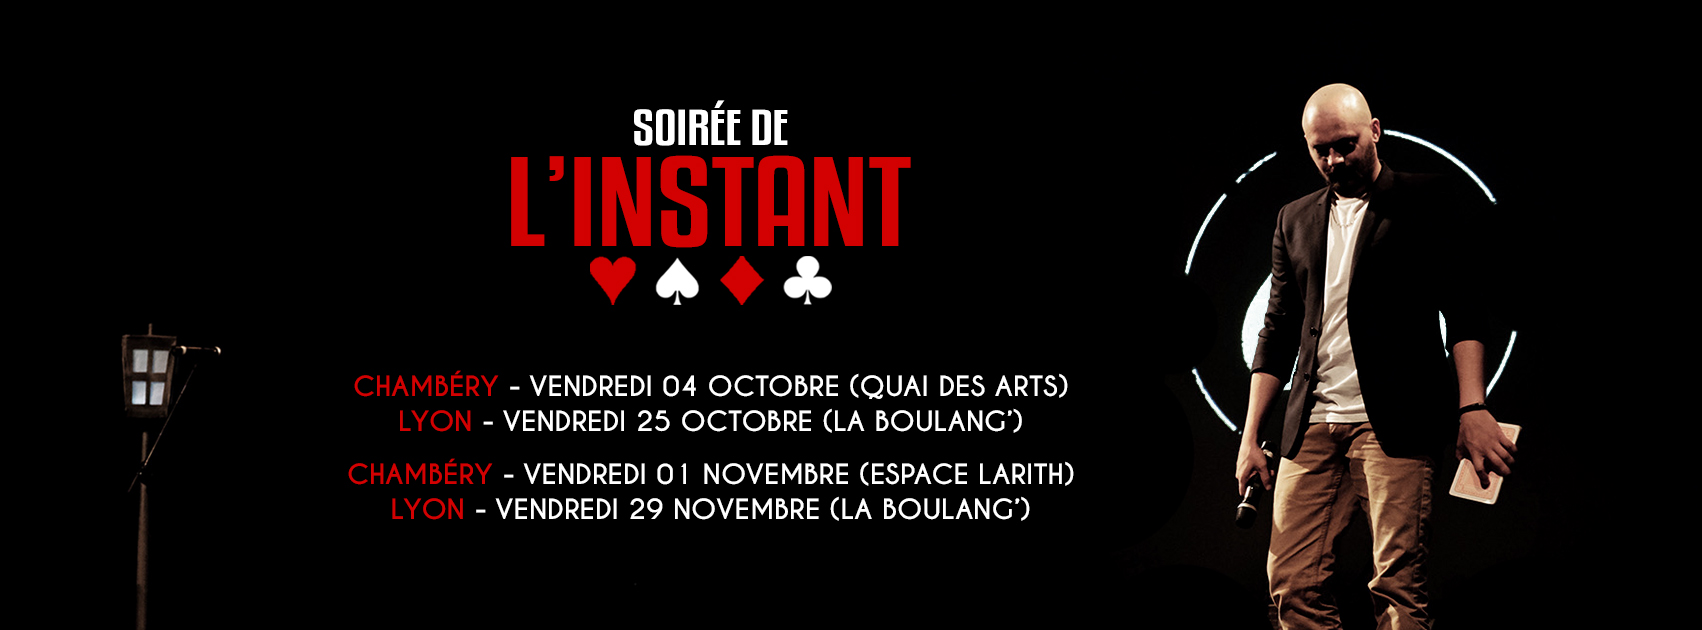 SOIRÉE DE
L'INSTANT
CHAMBÉRY - VENDREDI 04 OCTOBRE (QUAI DES ARTS)
LYON - VENDREDI 25 OCTOBRE (LA BOULANG')
CHAMBÉRY - VENDREDI 01 NOVEMBRE (ESPACE LARITH)
LYON - VENDREDI 29 NOVEMBRE (LA BOULANG')